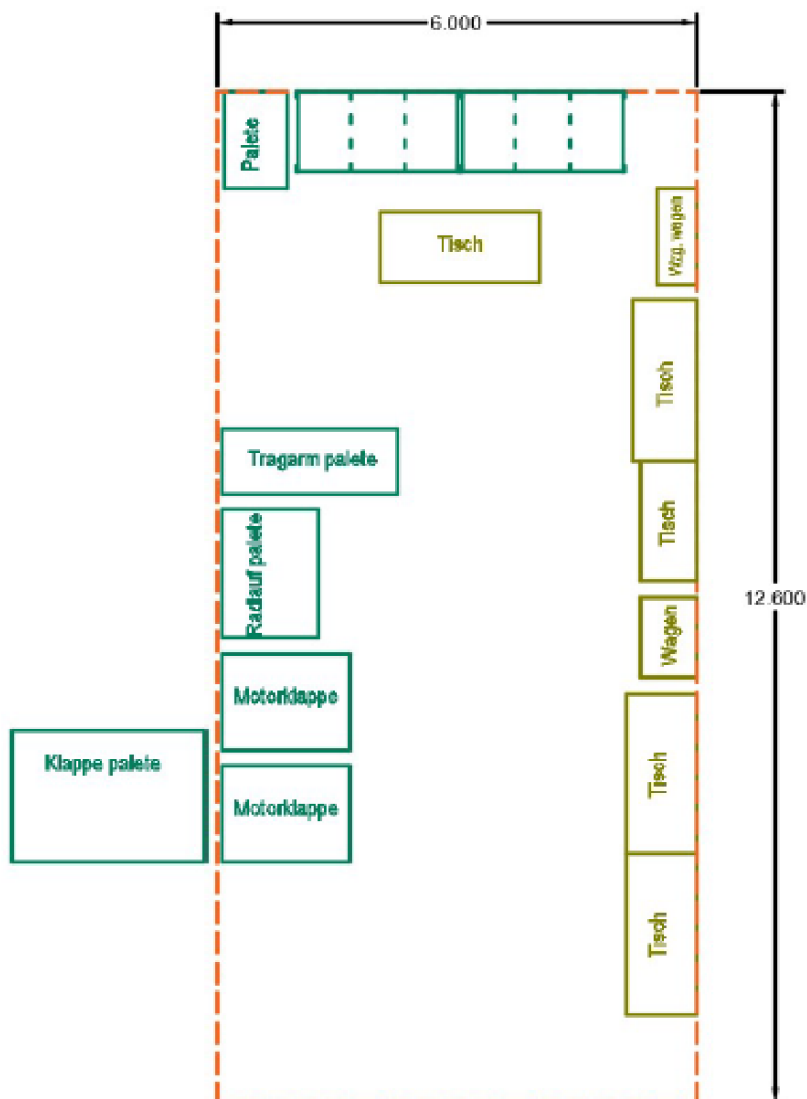 6.000
Palete
Tisch
Wzg. wagen
Tisch
Tragarm palete
Tisch
Radlauf palete
12.600
Wagen
Motorklappe
Klappe palete
Tisch
Motorklappe
Tisch